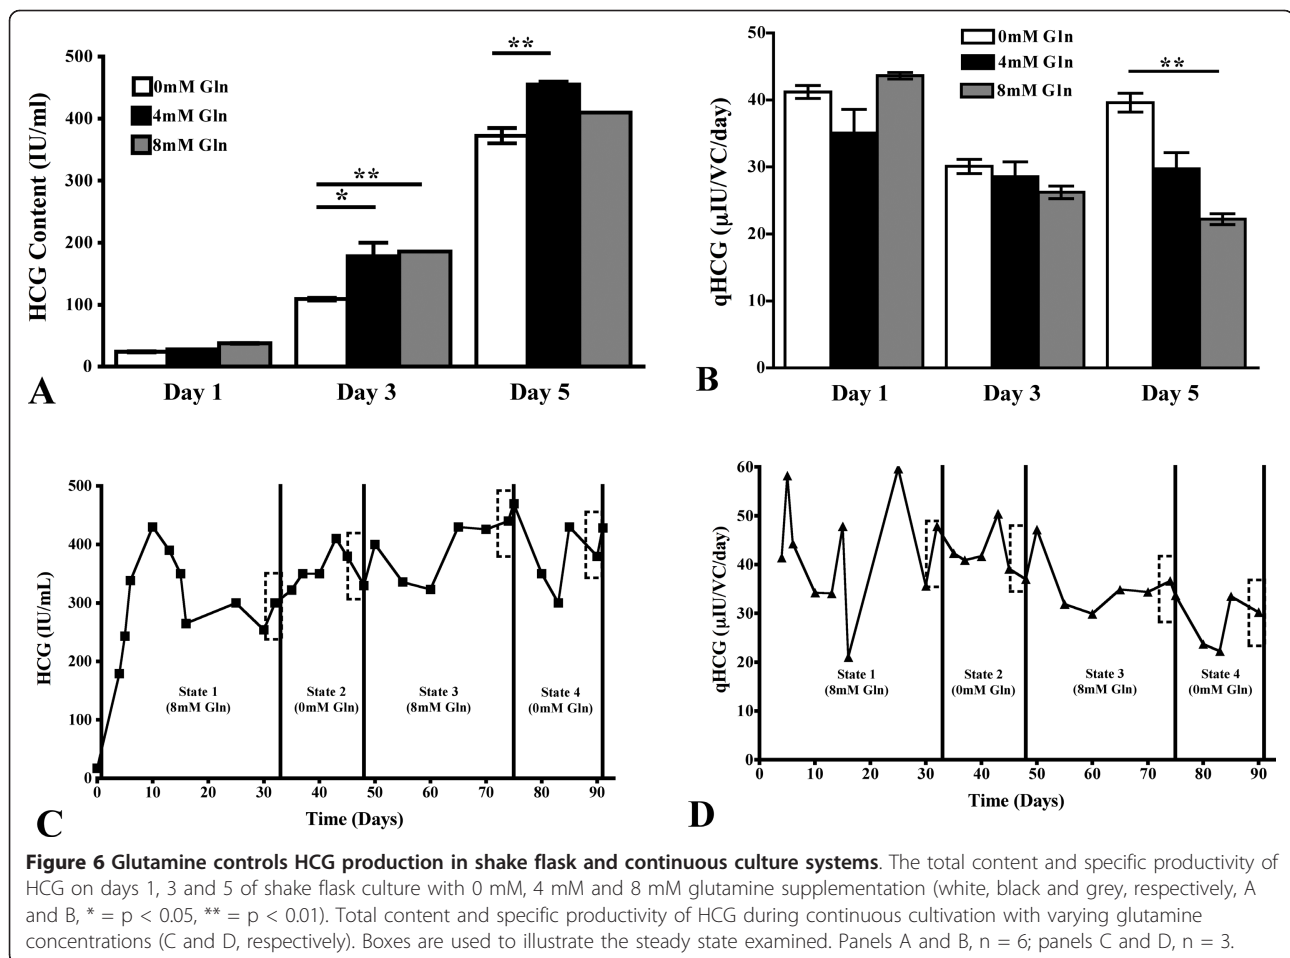 500
400
300
200
100
0
HCG Content (IU/ml)
0mM Gln
4mM Gln
8mM Gln
*
**
**
Day 1
Day 3
Day 5
A
50
40
30
20
10
0
qHCG (µIU/VC/day)
0mM Gln
4mM Gln
8mM Gln
**
Day 1
Day 3
Day 5
B
500
400
300
200
100
0
HCG (IU/mL)
State 1
(8mM Gln)
State 2
(0mM Gln)
State 3
(8mM Gln)
State 4
(0mM Gln)
0 10 20 30 40 50 60 70 80 90
Time (Days)
C
60
50
40
30
20
10
0
qHCG (µIU/VC/day)
State 1
(8mM Gln)
State 2
(0mM Gln)
State 3
(8mM Gln)
State 4
(0mM Gln)
0 10 20 30 40 50 60 70 80 90
Time (Days)
D
Figure 6 Glutamine controls HCG production in shake flask and continuous culture systems. The total content and specific productivity of
HCG on days 1, 3 and 5 of shake flask culture with 0 mM, 4 mM and 8 mM glutamine supplementation (white, black and grey, respectively, A
and B, * = p < 0.05, ** = p < 0.01). Total content and specific productivity of HCG during continuous cultivation with varying glutamine
concentrations (C and D, respectively). Boxes are used to illustrate the steady state examined. Panels A and B, n = 6; panels C and D, n = 3.